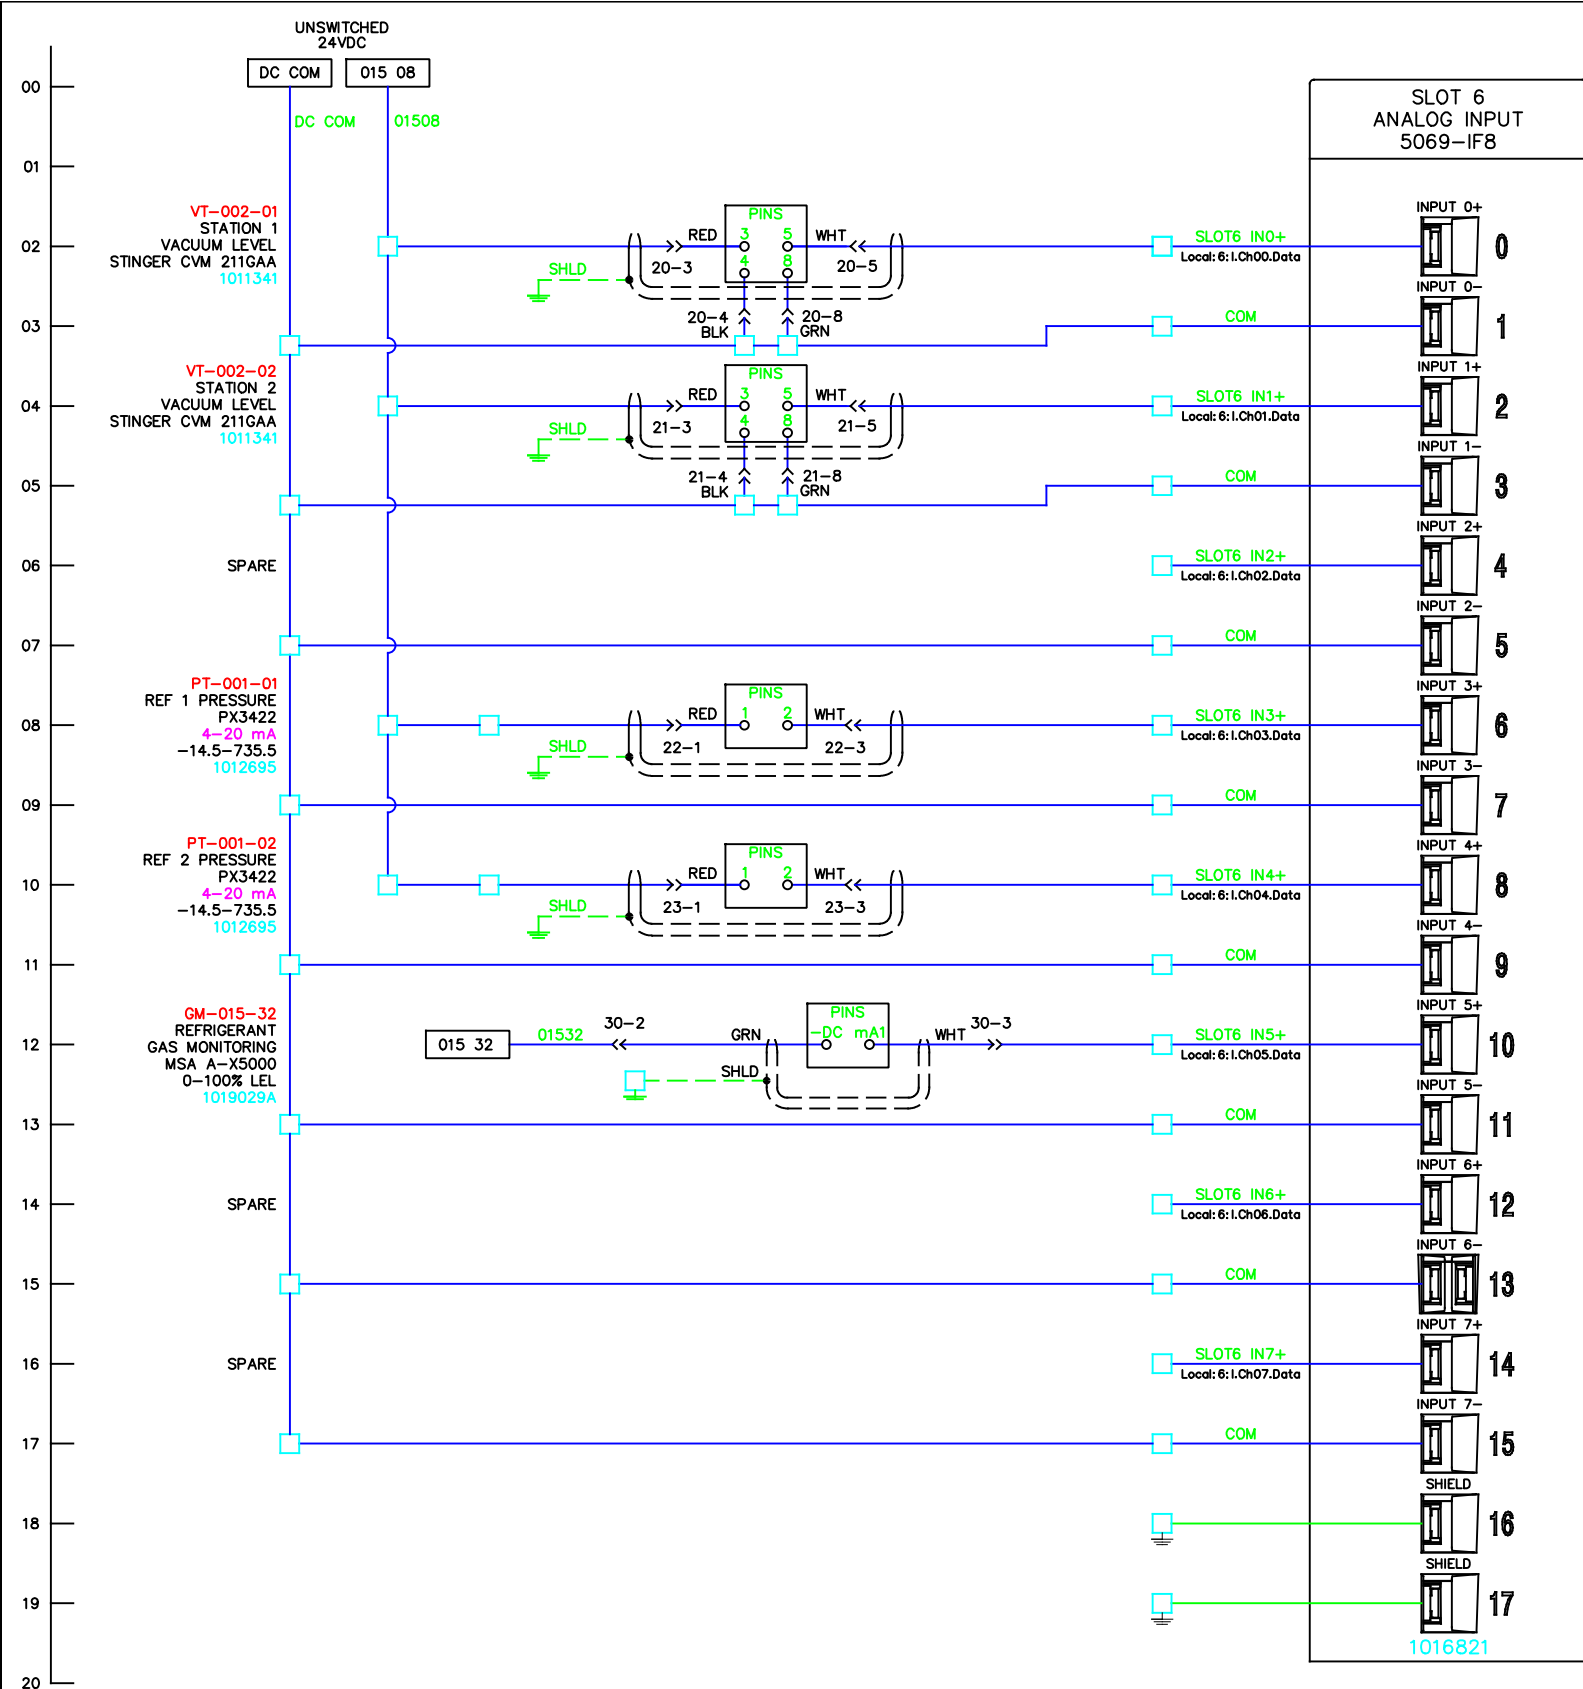 UNSWITCHED
24VDC
DC COM
015 08
DC COM
01508
SLOT 6
ANALOG INPUT
5069-IF8
00
01
02
03
04
05
06
07
08
09
10
11
12
13
14
15
16
17
18
19
20
VT-002-01
STATION 1
VACUUM LEVEL
STINGER CVM 211GAA
1011341
SHLD
RED
20-3
PINS
3 5
4 8
WHT
20-5
20-4
BLK
20-8
GRN
SLOT6 IN0+
Local:6:I.Ch00.Data
INPUT 0+
0
COM
INPUT 0-
1
VT-002-02
STATION 2
VACUUM LEVEL
STINGER CVM 211GAA
1011341
SHLD
RED
21-3
PINS
3 5
4 8
WHT
21-5
21-4
BLK
21-8
GRN
SLOT6 IN1+
Local:6:I.Ch01.Data
INPUT 1+
2
COM
INPUT 1-
3
SPARE
SLOT6 IN2+
Local:6:I.Ch02.Data
INPUT 2+
4
COM
INPUT 2-
5
PT-001-01
REF 1 PRESSURE
PX3422
4-20 mA
-14.5-735.5
1012695
SHLD
RED
22-1
PINS
1 2
WHT
22-3
SLOT6 IN3+
Local:6:I.Ch03.Data
INPUT 3+
6
COM
INPUT 3-
7
PT-001-02
REF 2 PRESSURE
PX3422
4-20 mA
-14.5-735.5
1012695
SHLD
RED
23-1
PINS
1 2
WHT
23-3
SLOT6 IN4+
Local:6:I.Ch04.Data
INPUT 4+
8
COM
INPUT 4-
9
GM-015-32
REFRIGERANT
GAS MONITORING
MSA A-X5000
0-100% LEL
1019029A
015 32
01532
30-2
GRN
SHLD
PINS
-DC mA1
WHT
30-3
SLOT6 IN5+
Local:6:I.Ch05.Data
INPUT 5+
10
COM
INPUT 5-
11
SPARE
SLOT6 IN6+
Local:6:I.Ch06.Data
INPUT 6+
12
COM
INPUT 6-
13
SPARE
SLOT6 IN7+
Local:6:I.Ch07.Data
INPUT 7+
14
COM
INPUT 7-
15
SHIELD
16
SHIELD
17
1016821